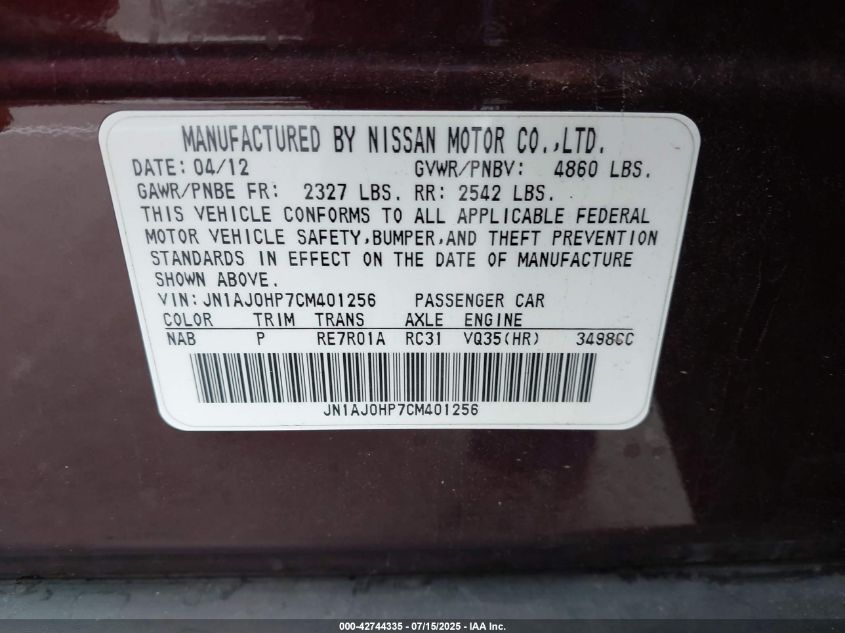 MANUFACTURED BY NISSAN MOTOR CO.,LTD.
DATE: 04/12 GVWR/PNBV: 4860 LBS.
GAWR/PNBE FR: 2327 LBS. RR: 2542 LBS.
THIS VEHICLE CONFORMS TO ALL APPLICABLE FEDERAL
MOTOR VEHICLE SAFETY,BUMPER,AND THEFT PREVENTION
STANDARDS IN EFFECT ON THE DATE OF MANUFACTURE
SHOWN ABOVE.
VIN:JN1AJ0HP7CM401256 PASSENGER CAR
COLOR TRIM TRANS AXLE ENGINE
NAB P RE7R01A RC31 VQ35(HR) 3498CC
JN1AJ0HP7CM401256
000-42744335 - 07/15/2025 - IAA Inc.